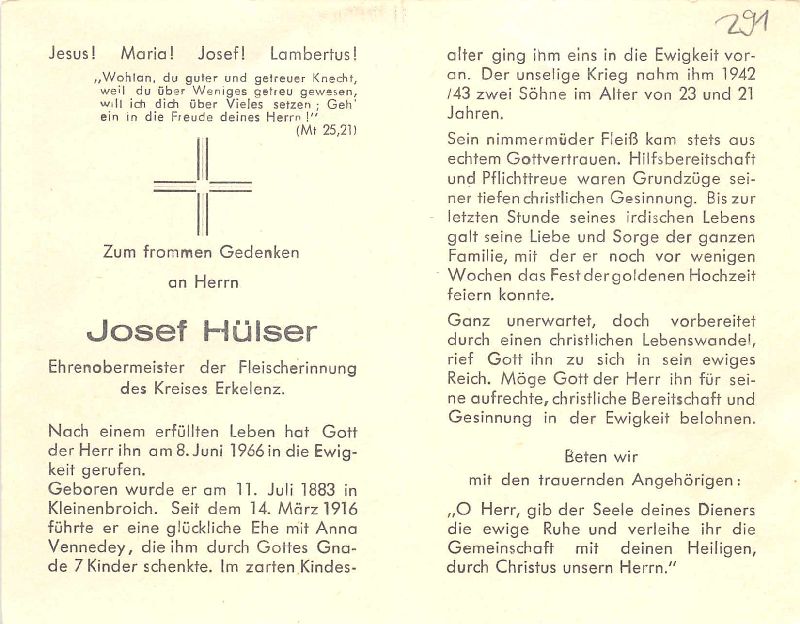 Jesus! Maria! Josef! Lambertus!
„Wohlan, du guter und getreuer Knecht,
weil du über Weniges getreu gewesen,
will ich dich über Vieles setzen; Geh'
ein in die Freude deines Herrn!"
(Mt 25,21)
Zum frommen Gedenken
an Herrn
Josef Hülser
Ehrenobermeister der Fleischerinnung
des Kreises Erkelenz.
Nach einem erfüllten Leben hat Gott
der Herr ihn am 8. Juni 1966 in die Ewig-
keit gerufen.
Geboren wurde er am 11. Juli 1883 in
Kleinenbroich. Seit dem 14. März 1916
führte er eine glückliche Ehe mit Anna
Vennedey, die ihm durch Gottes Gna-
de 7 Kinder schenkte. Im zarten Kindes-
291
alter ging ihm eins in die Ewigkeit vor-
an. Der unselige Krieg nahm ihm 1942
/43 zwei Söhne im Alter von 23 und 21
Jahren.
Sein nimmermüder Fleiß kam stets aus
echtem Gottvertrauen. Hilfsbereitschaft
und Pflichttreue waren Grundzüge sei-
ner tiefen christlichen Gesinnung. Bis zur
letzten Stunde seines irdischen Lebens
galt seine Liebe und Sorge der ganzen
Familie, mit der er noch vor wenigen
Wochen das Fest der goldenen Hochzeit
feiern konnte.
Ganz unerwartet, doch vorbereitet
durch einen christlichen Lebenswandel,
rief Gott ihn zu sich in sein ewiges
Reich. Möge Gott der Herr ihn für sei-
ne aufrechte, christliche Bereitschaft und
Gesinnung in der Ewigkeit belohnen.
Beten wir
mit den trauernden Angehörigen:
„O Herr, gib der Seele deines Dieners
die ewige Ruhe und verleihe ihr die
Gemeinschaft mit deinen Heiligen,
durch Christus unsern Herrn."